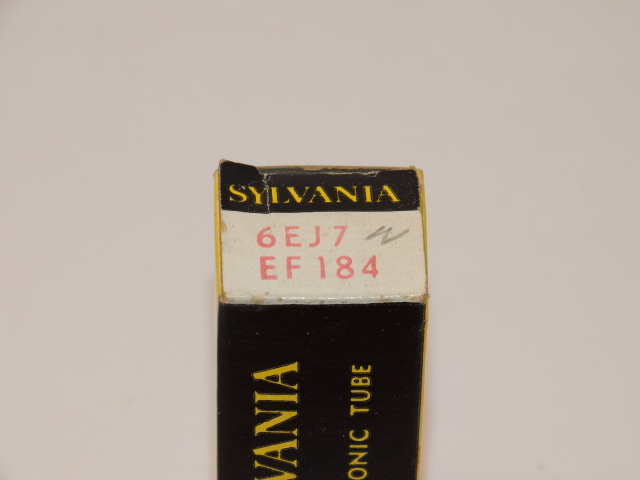 SYLVANIA
6EJ7 N
EF184
VANIA
ONIC TUBE